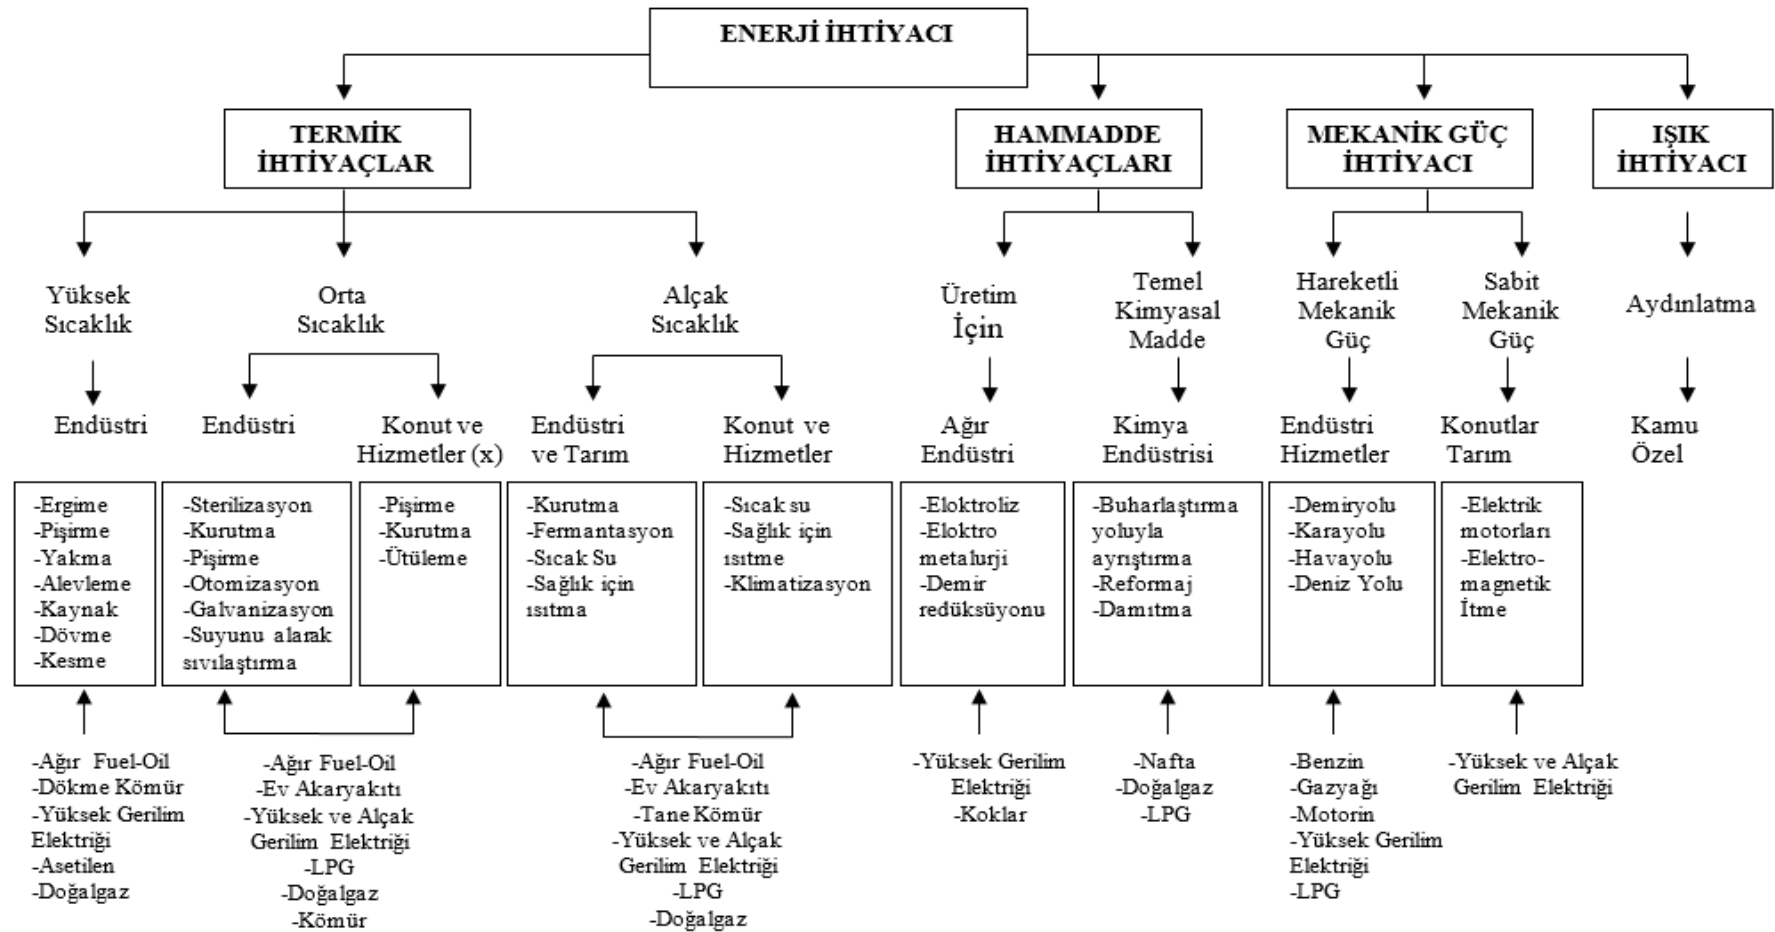 ENERJİ İHTİYACI
TERMİK
İHTİYAÇLAR
HAMMADDE
İHTİYAÇLARI
MEKANİK GÜÇ
İHTİYACI
IŞIK
İHTİYACI
Yüksek
Sıcaklık
Orta
Sıcaklık
Alçak
Sıcaklık
Üretim
İçin
Temel
Kimyasal
Madde
Hareketli
Mekanik
Güç
Sabit
Mekanik
Güç
Aydınlatma
Endüstri
Endüstri
Konut ve
Hizmetler (x)
Endüstri
ve Tarım
Konut ve
Hizmetler
Ağır
Endüstri
Kimya
Endüstrisi
Endüstri
Hizmetler
Konutlar
Tarım
Kamu
Özel
-Ergime
-Pişirme
-Yakma
-Alevleme
-Kaynak
-Dövme
-Kesme
-Sterilizasyon
-Kurutma
-Pişirme
-Otomizasyon
-Galvanizasyon
-Suyunu alarak
sıvılaştırma
-Pişirme
-Kurutma
-Ütüleme
-Kurutma
-Fermantasyon
-Sıcak Su
-Sağlık için
ısıtma
-Sıcak su
-Sağlık için
ısıtme
-Klimatizasyon
-Eloktroliz
-Eloktro
metalurji
-Demir
redüksüyonu
-Buharlaştırma
yoluyla
ayrıştırma
-Reformaj
-Damıtma
-Demiryolu
-Karayolu
-Havayolu
-Deniz Yolu
-Elektrik
motorları
-Elektro-
magnetik
İtme
-Ağır Fuel-Oil
-Dökme Kömür
-Yüksek Gerilim
Elektriği
-Asetilen
-Doğalgaz
-Ağır Fuel-Oil
-Ev Akaryakıtı
-Yüksek ve Alçak
Gerilim Elektriği
-LPG
-Doğalgaz
-Kömür
-Ağır Fuel-Oil
-Ev Akaryakıtı
-Tane Kömür
-Yüksek ve Alçak
Gerilim Elektriği
-LPG
-Doğalgaz
-Yüksek Gerilim
Elektriği
-Koklar
-Nafta
-Doğalgaz
-LPG
-Benzin
-Gazyağı
-Motorin
-Yüksek Gerilim
Elektriği
-LPG
-Yüksek ve Alçak
Gerilim Elektriği